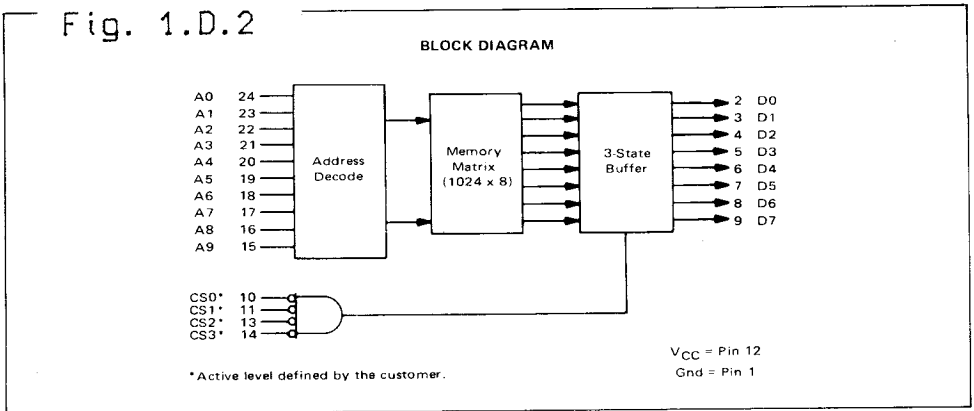 Fig. 1.D.2
BLOCK DIAGRAM
A0 24
A1 23
A2 22
A3 21
A4 20
A5 19
A6 18
A7 17
A8 16
A9 15
Address
Decode
Memory
Matrix
(1024 x 8)
3-State
Buffer
2 D0
3 D1
4 D2
5 D3
6 D4
7 D5
8 D6
9 D7
CS0* 10
CS1* 11
CS2* 13
CS3* 14
*Active level defined by the customer.
VCC = Pin 12
Gnd = Pin 1